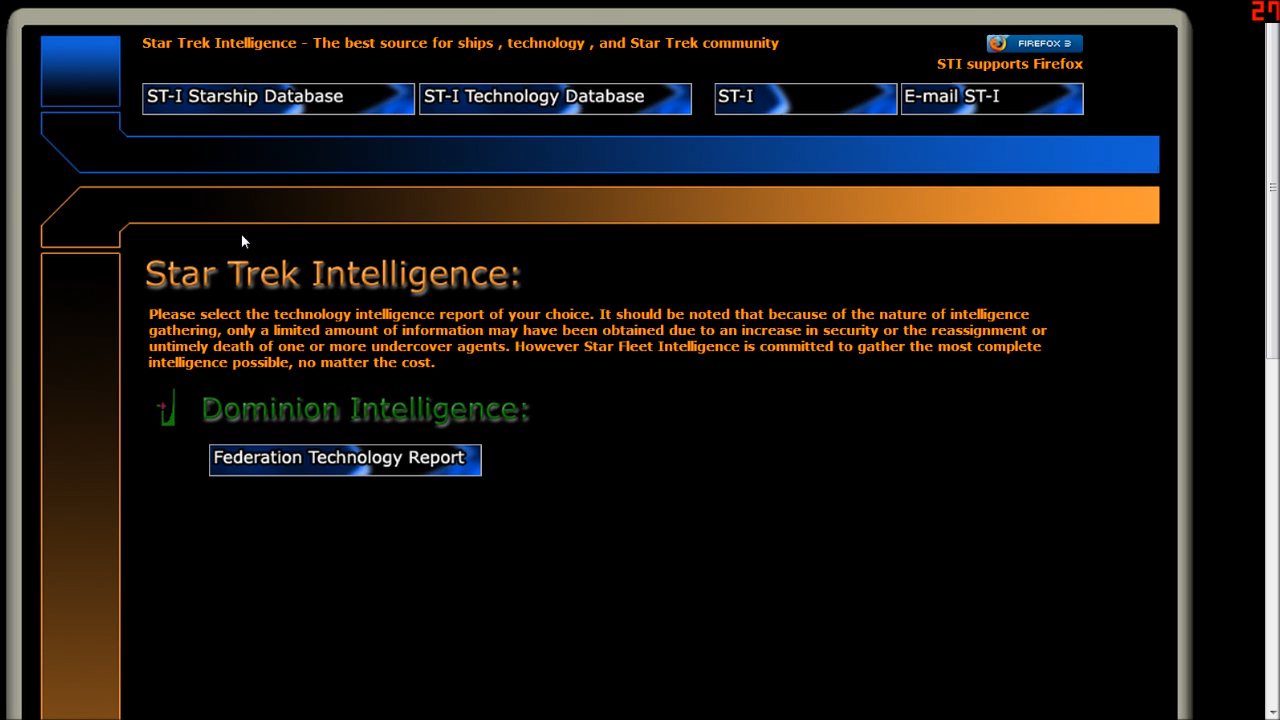 27
Star Trek Intelligence - The best source for ships , technology , and Star Trek community
FIREFOX 3
STI supports Firefox
ST-I Starship Database
ST-I Technology Database
ST-I
E-mail ST-I
Star Trek Intelligence:
Please select the technology intelligence report of your choice. It should be noted that because of the nature of intelligence
gathering, only a limited amount of information may have been obtained due to an increase in security or the reassignment or
untimely death of one or more undercover agents. However Star Fleet Intelligence is committed to gather the most complete
intelligence possible, no matter the cost.
Dominion Intelligence:
Federation Technology Report